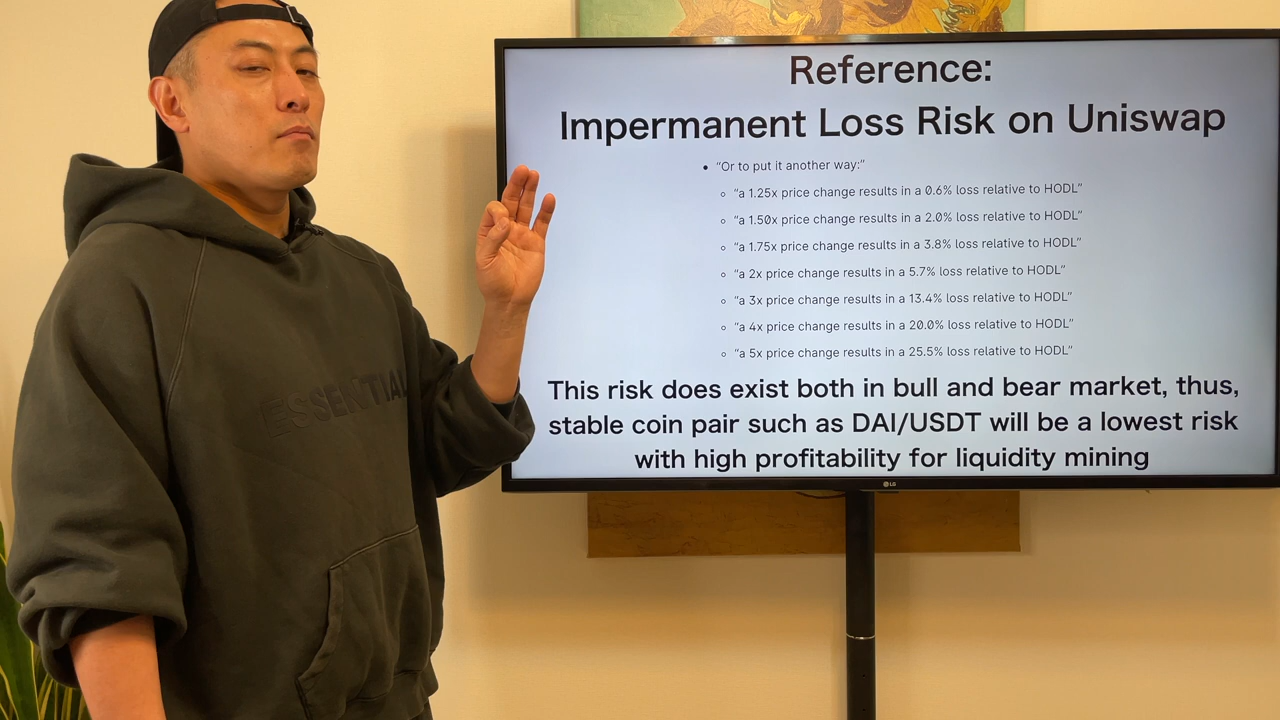 Reference:
Impermanent Loss Risk on Uniswap
• “Or to put it another way:”
◦ “a 1.25x price change results in a 0.6% loss relative to HODL”
◦ “a 1.50x price change results in a 2.0% loss relative to HODL”
◦ “a 1.75x price change results in a 3.8% loss relative to HODL”
◦ “a 2x price change results in a 5.7% loss relative to HODL”
◦ “a 3x price change results in a 13.4% loss relative to HODL”
◦ “a 4x price change results in a 20.0% loss relative to HODL”
◦ “a 5x price change results in a 25.5% loss relative to HODL”
This risk does exist both in bull and bear market, thus,
stable coin pair such as DAI/USDT will be a lowest risk
with high profitability for liquidity mining
LG
ESSENTIAL